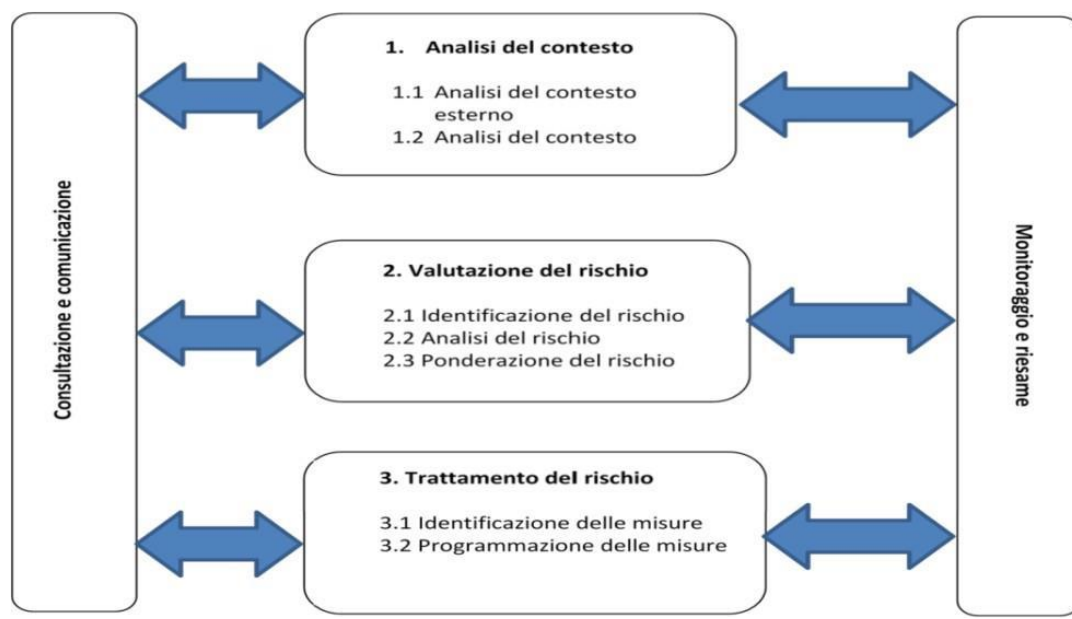 Consultazione e comunicazione
1. Analisi del contesto
1.1 Analisi del contesto
esterno
1.2 Analisi del contesto
2. Valutazione del rischio
2.1 Identificazione del rischio
2.2 Analisi del rischio
2.3 Ponderazione del rischio
3. Trattamento del rischio
3.1 Identificazione delle misure
3.2 Programmazione delle misure
Monitoraggio e riesame